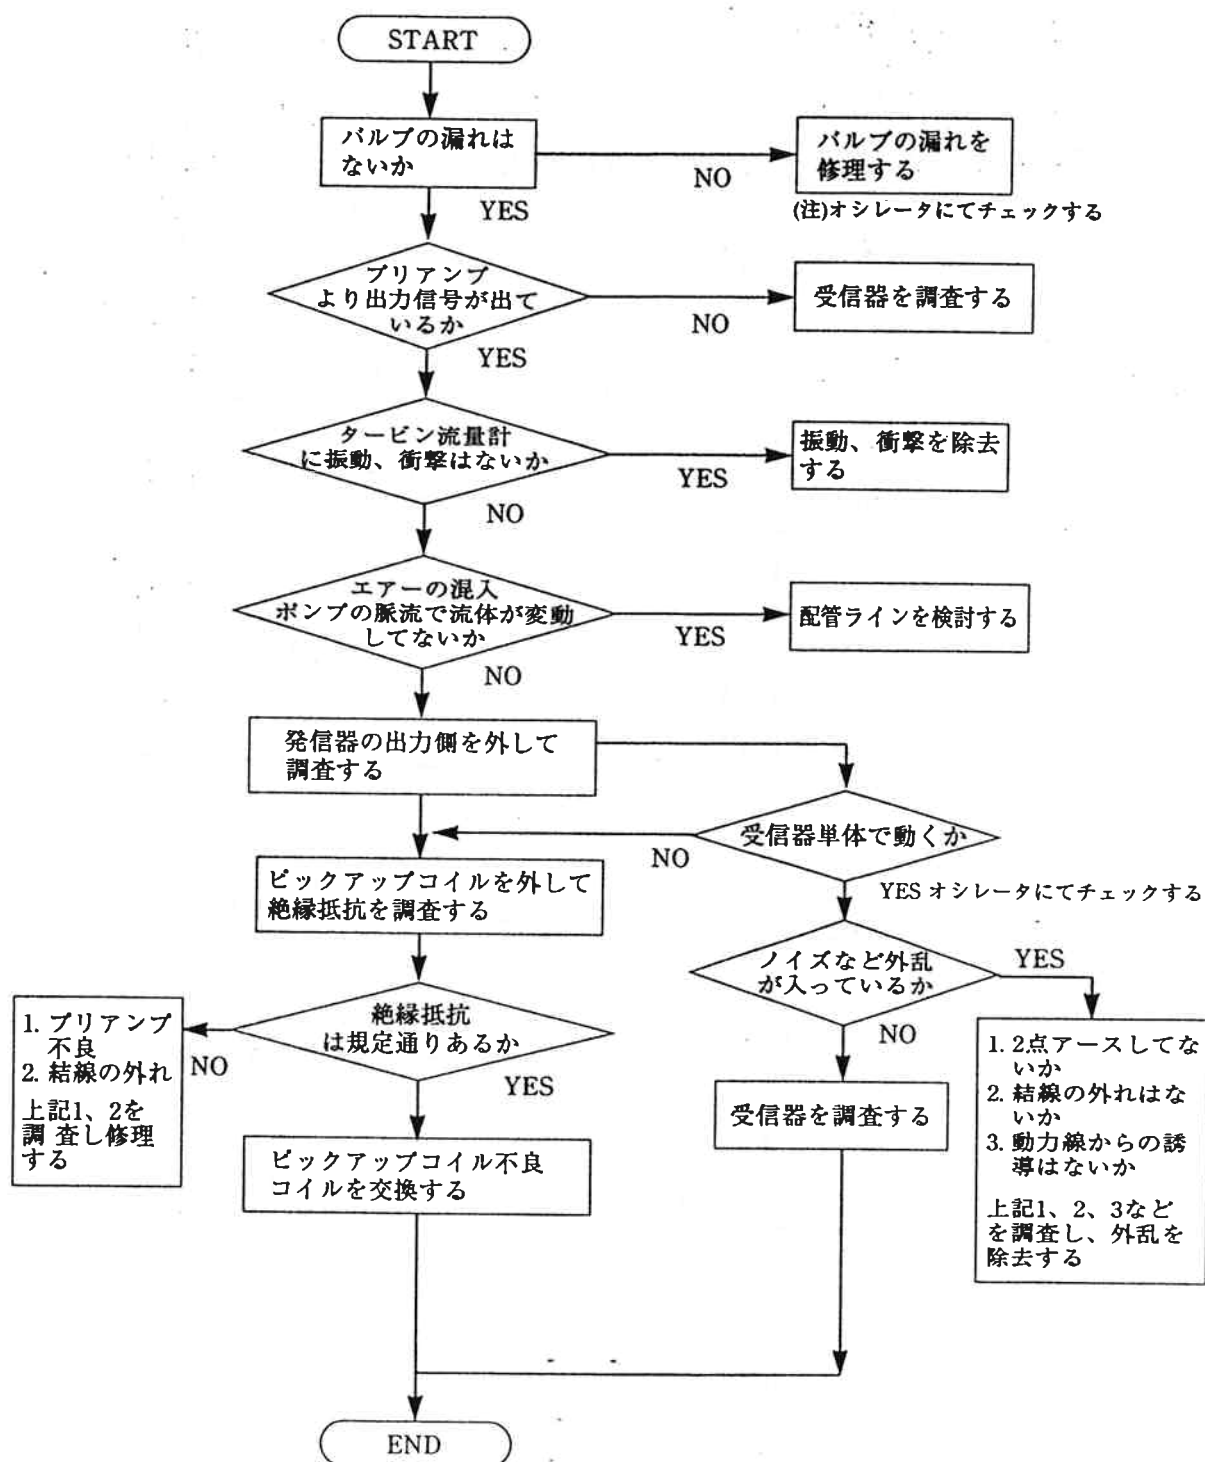 START
バルブの漏れは
ないか
NO
バルブの漏れを
修理する
(注)オシレータにてチェックする
YES
プリアンプ
より出力信号が出て
いるか
NO
受信器を調査する
YES
タービン流量計
に振動、衝撃はないか
YES
振動、衝撃を除去
する
NO
エアーの混入
ポンプの脈流で流体が変動
してないか
YES
配管ラインを検討する
NO
発信器の出力側を外して
調査する
受信器単体で動くか
NO
YES オシレータにてチェックする
ピックアップコイルを外して
絶縁抵抗を調査する
ノイズなど外乱
が入っているか
YES
NO
1. 2点アースしてな
いか
2. 結線の外れはな
いか
3. 動力線からの誘
導はないか
上記1、2、3など
を調査し、外乱を
除去する
受信器を調査する
絶縁抵抗
は規定通りあるか
NO
1. プリアンプ
不良
2. 結線の外れ
上記1、2を
調 査し修理
する
YES
ピックアップコイル不良
コイルを交換する
END